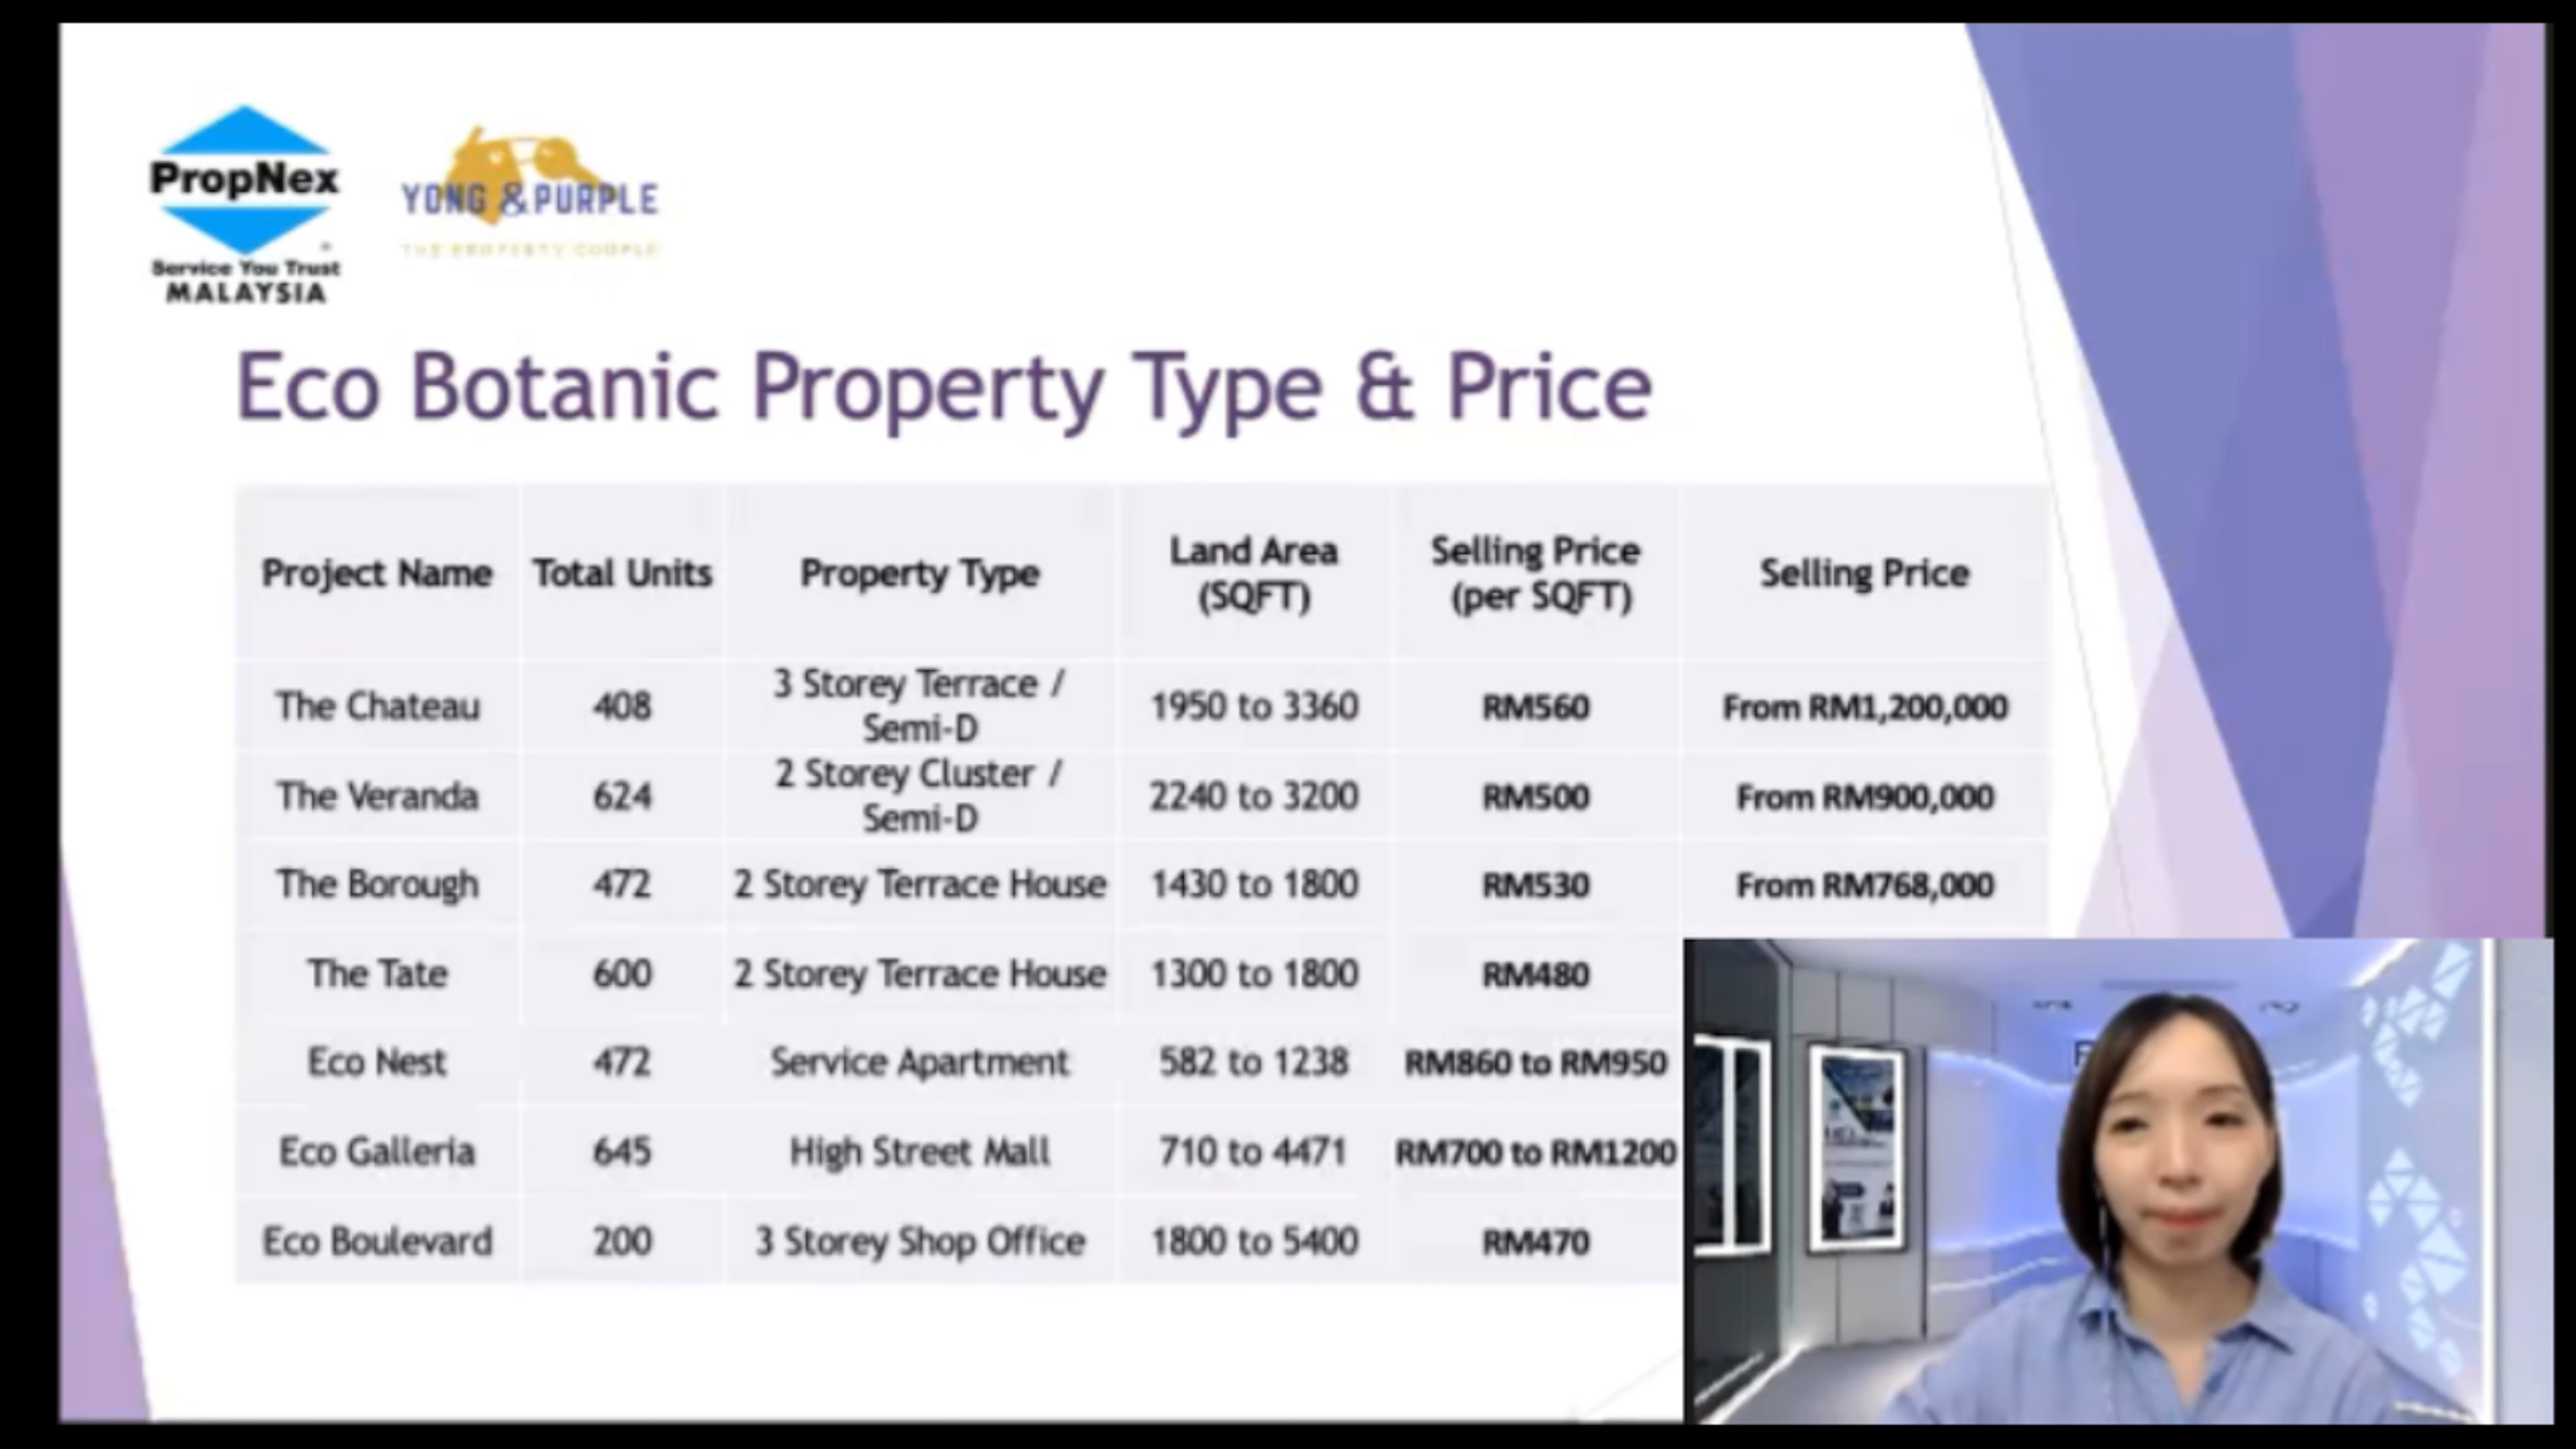 PropNex
Service You Trust
MALAYSIA
YONG & PURPLE
THE PROPERTY COUPLE
Eco Botanic Property Type & Price
Project Name Total Units Property Type Land Area (SQFT) Selling Price (per SQFT) Selling Price
The Chateau 408 3 Storey Terrace / Semi-D 1950 to 3360 RM560 From RM1,200,000
The Veranda 624 2 Storey Cluster / Semi-D 2240 to 3200 RM500 From RM900,000
The Borough 472 2 Storey Terrace House 1430 to 1800 RM530 From RM768,000
The Tate 600 2 Storey Terrace House 1300 to 1800 RM480
Eco Nest 472 Service Apartment 582 to 1238 RM860 to RM950
Eco Galleria 645 High Street Mall 710 to 4471 RM700 to RM1200
Eco Boulevard 200 3 Storey Shop Office 1800 to 5400 RM470